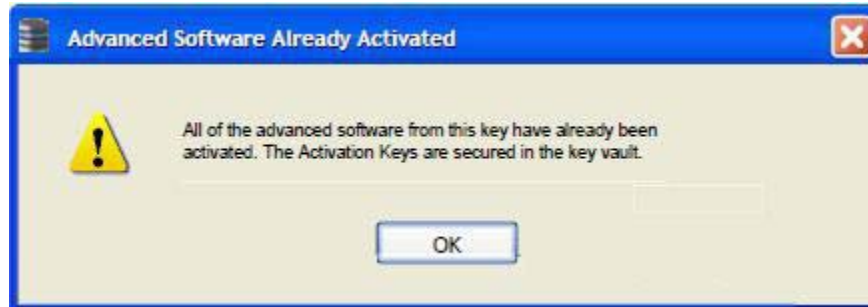 Advanced Software Already Activated
All of the advanced software from this key have already been
activated. The Activation Keys are secured in the key vault.
OK